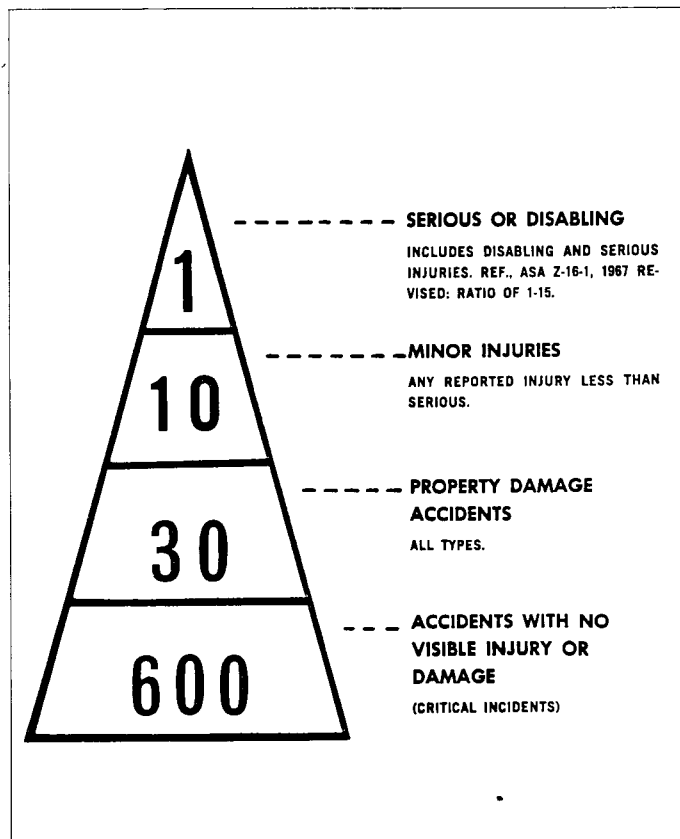 1
SERIOUS OR DISABLING
INCLUDES DISABLING AND SERIOUS
INJURIES. REF., ASA Z-16-1, 1967 RE-
VISED: RATIO OF 1-15.
10
MINOR INJURIES
ANY REPORTED INJURY LESS THAN
SERIOUS.
30
PROPERTY DAMAGE
ACCIDENTS
ALL TYPES.
600
ACCIDENTS WITH NO
VISIBLE INJURY OR
DAMAGE
(CRITICAL INCIDENTS)